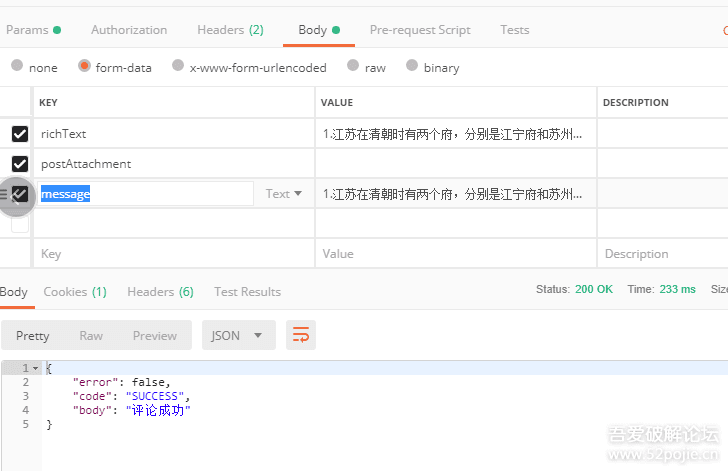 Params Authorization Headers (2) Body Pre-request Script Tests
none form-data x-www-form-urlencoded raw binary
KEY VALUE DESCRIPTION
richText 1.江苏在清朝时有两个府，分别是江宁府和苏州...
postAttachment
message Text 1.江苏在清朝时有两个府，分别是江宁府和苏州...
Key Value Description
Body Cookies (1) Headers (6) Test Results Status: 200 OK Time: 233 ms Size
Pretty Raw Preview JSON
1 {
2 "error": false,
3 "code": "SUCCESS",
4 "body": "评论成功"
5 }
吾爱破解论坛
www.52pojie.cn